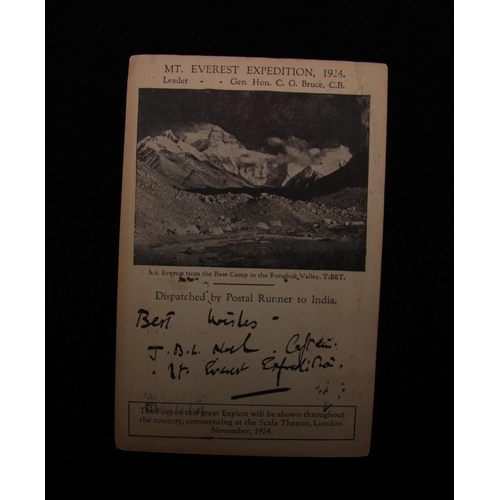 MT. EVEREST EXPEDITION, 1924.
Leader - - Gen. Hon. C. G. Bruce, C.B.
Mt. Everest from the Base Camp in the Rongbuk Valley, TIBET.
Dispatched by Postal Runner to India.
Best Wishes -
J.B.L. Noel. Captain.
Mt. Everest Expedition.
The Film of this great Exploit will be shown throughout
the country, commencing at the Scala Theatre, London
November, 1924.